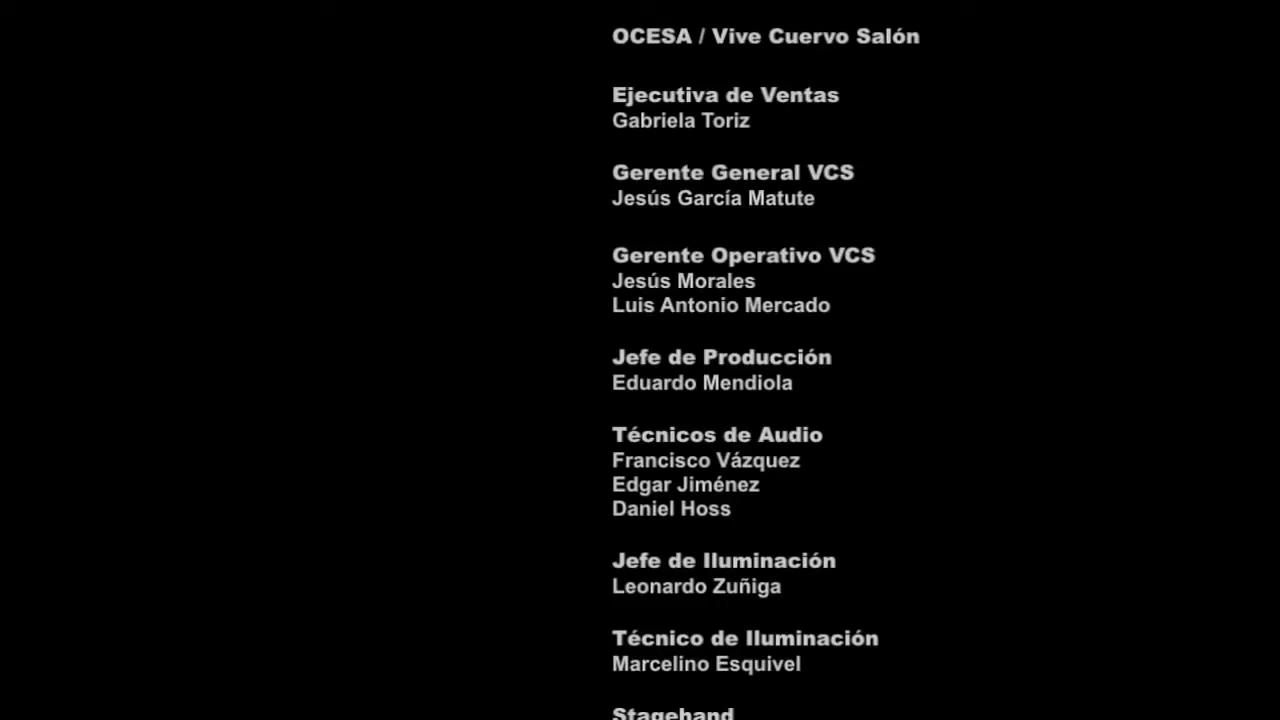 OCESA / Vive Cuervo Salón
Ejecutiva de Ventas
Gabriela Toriz
Gerente General VCS
Jesús García Matute
Gerente Operativo VCS
Jesús Morales
Luis Antonio Mercado
Jefe de Producción
Eduardo Mendiola
Técnicos de Audio
Francisco Vázquez
Edgar Jiménez
Daniel Hoss
Jefe de Iluminación
Leonardo Zuñiga
Técnico de Iluminación
Marcelino Esquivel
Stagehand